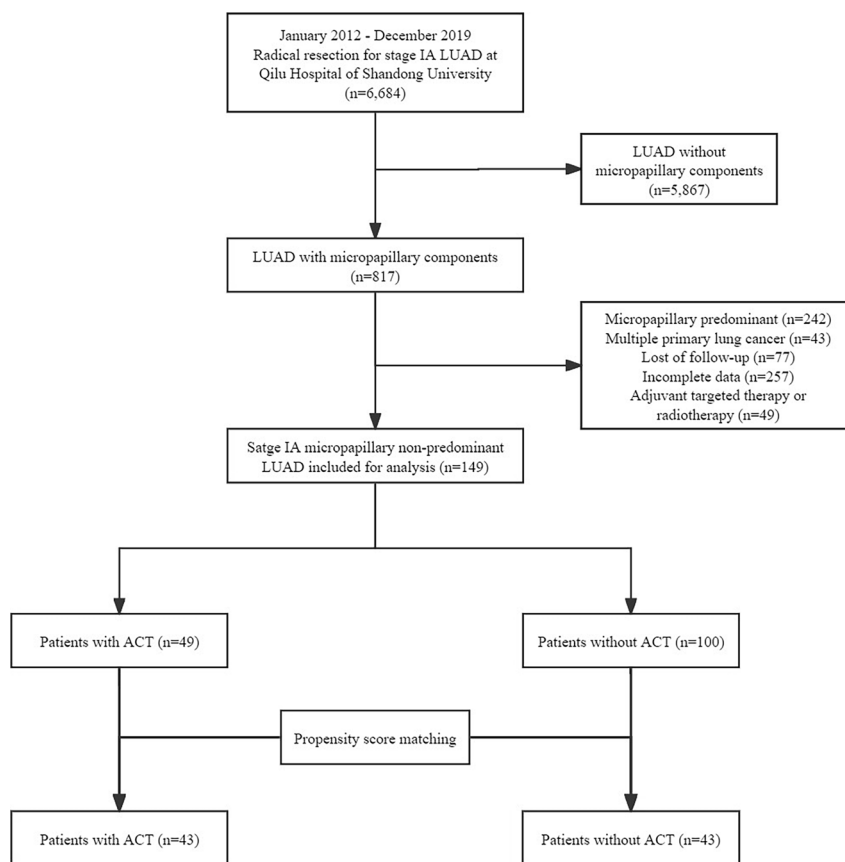 January 2012 - December 2019
Radical resection for stage IA LUAD at
Qilu Hospital of Shandong University
(n=6,684)
LUAD without
micropapillary components
(n=5,867)
LUAD with micropapillary components
(n=817)
Micropapillary predominant (n=242)
Multiple primary lung cancer (n=43)
Lost of follow-up (n=77)
Incomplete data (n=257)
Adjuvant targeted therapy or
radiotherapy (n=49)
Satge IA micropapillary non-predominant
LUAD included for analysis (n=149)
Patients with ACT (n=49)
Patients without ACT (n=100)
Propensity score matching
Patients with ACT (n=43)
Patients without ACT (n=43)